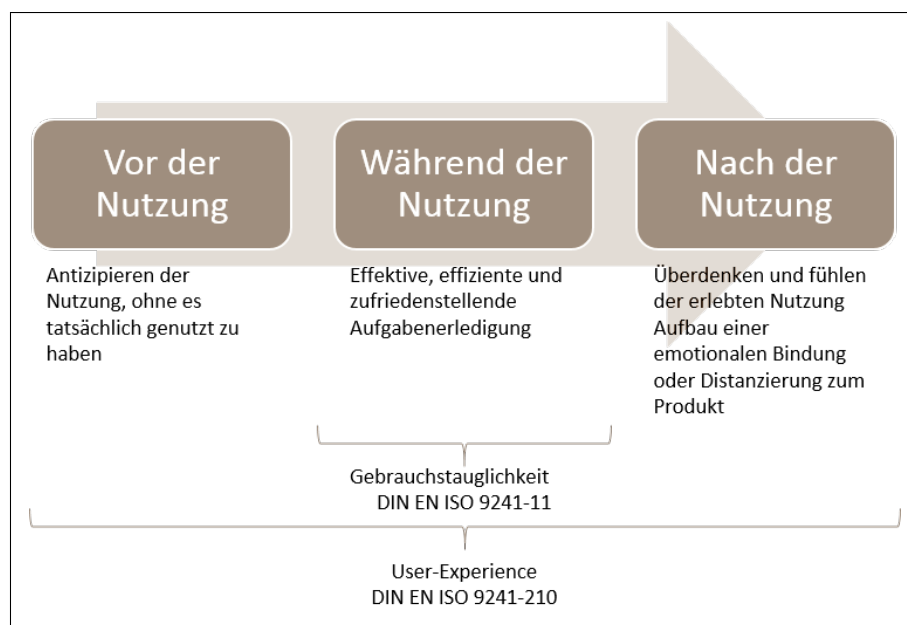 Vor der
Nutzung
Während der
Nutzung
Nach der
Nutzung
Antizipieren der
Nutzung, ohne es
tatsächlich genutzt zu
haben
Effektive, effiziente und
zufriedenstellende
Aufgabenerledigung
Überdenken und fühlen
der erlebten Nutzung
Aufbau einer
emotionalen Bindung
oder Distanzierung zum
Produkt
Gebrauchstauglichkeit
DIN EN ISO 9241-11
User-Experience
DIN EN ISO 9241-210